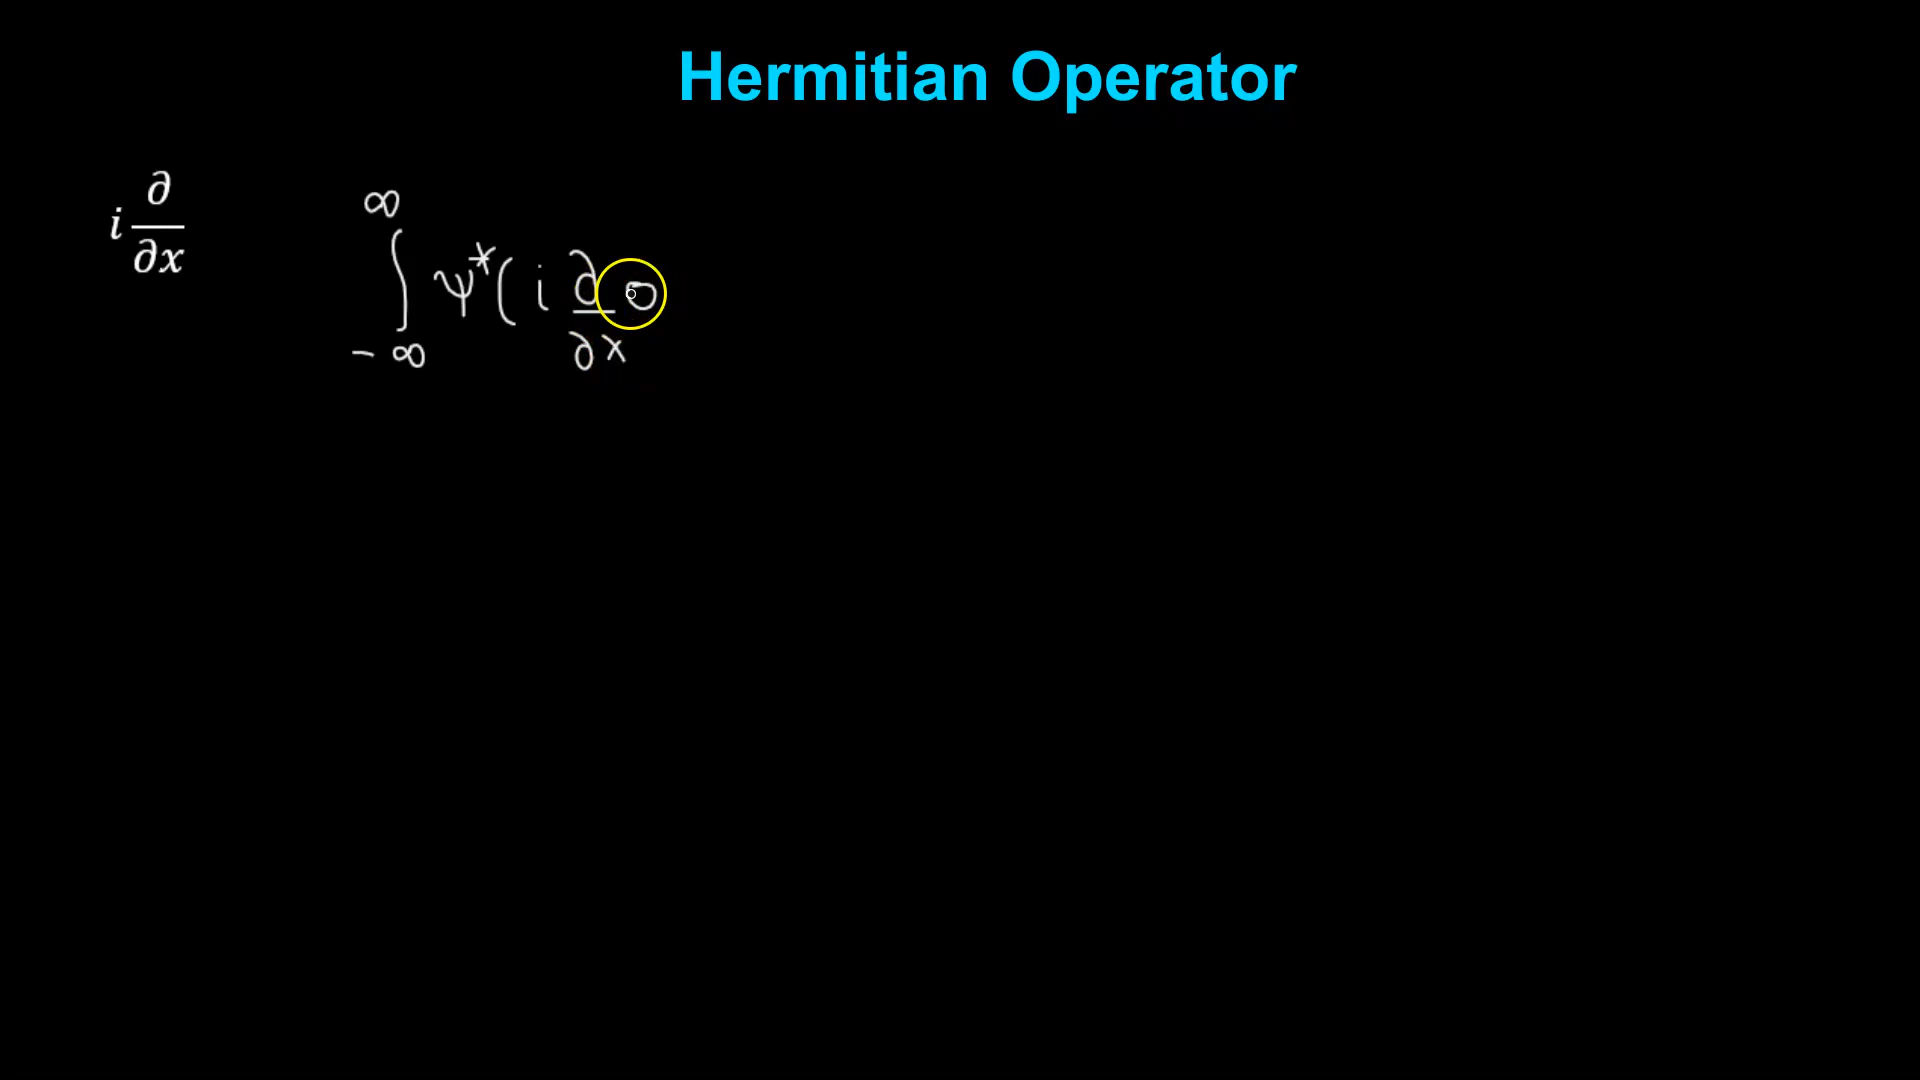 Hermitian Operator
i ∂/∂x
∞
∫ ψ*( i ∂/∂x
- ∞